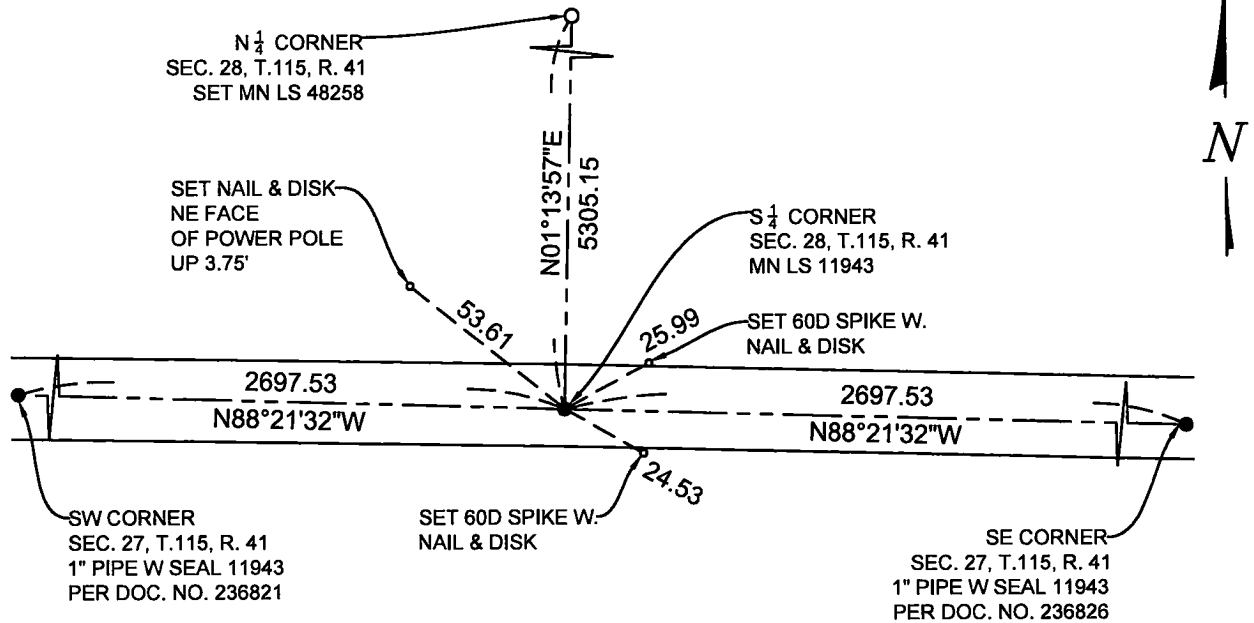 N 1/4 CORNER
SEC. 28, T.115, R. 41
SET MN LS 48258
N
SET NAIL & DISK
NE FACE
OF POWER POLE
UP 3.75'
N01°13'57"E
5305.15
S 1/4 CORNER
SEC. 28, T.115, R. 41
MN LS 11943
53.61
25.99
SET 60D SPIKE W.
NAIL & DISK
2697.53
N88°21'32"W
2697.53
N88°21'32"W
24.53
SW CORNER
SEC. 27, T.115, R. 41
1" PIPE W SEAL 11943
PER DOC. NO. 236821
SET 60D SPIKE W.
NAIL & DISK
SE CORNER
SEC. 27, T.115, R. 41
1" PIPE W SEAL 11943
PER DOC. NO. 236826